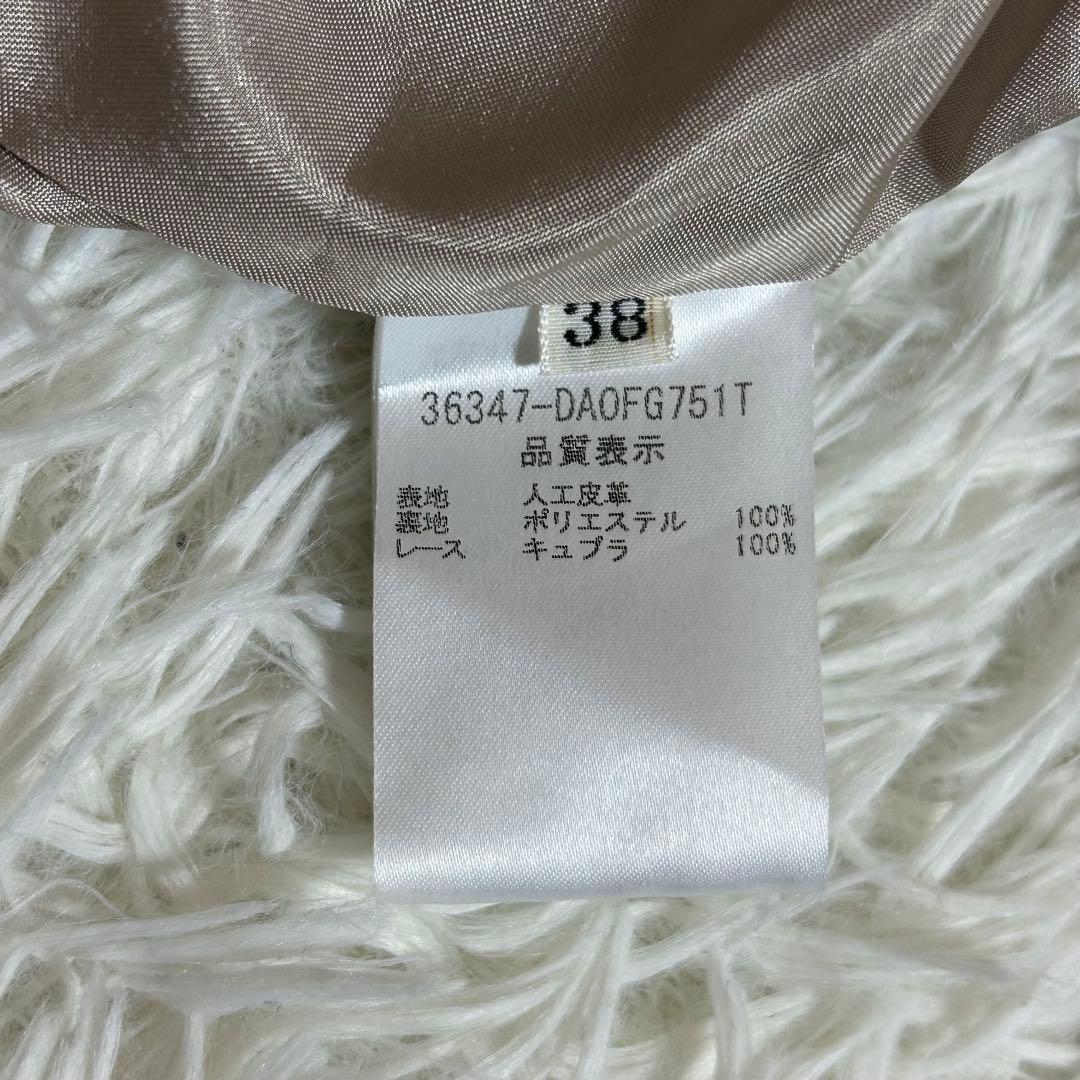 38
36347-DA0FG751T
品質表示
表地 人工皮革
裏地 ポリエステル 100%
レース キュプラ 100%